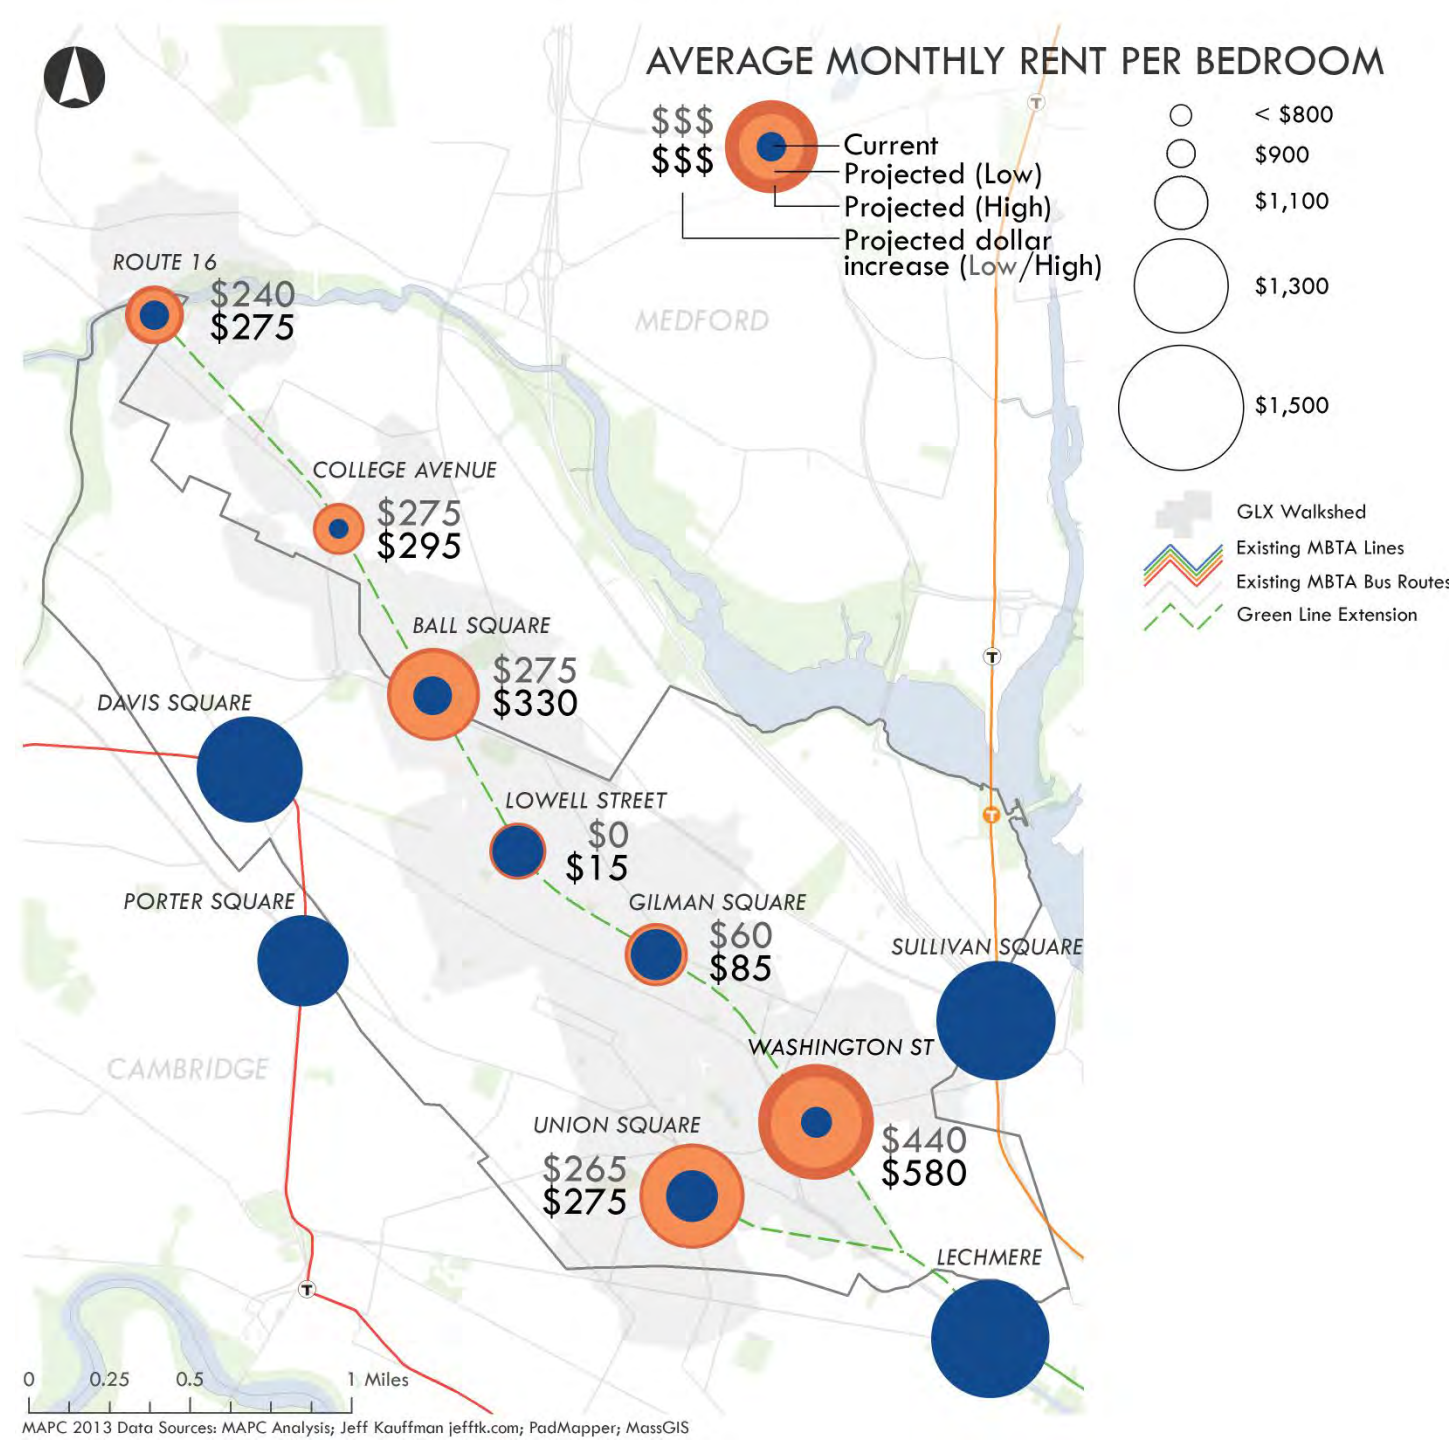 AVERAGE MONTHLY RENT PER BEDROOM
$$$
$$$
Current
Projected (Low)
Projected (High)
Projected dollar
increase (Low/High)
< $800
$900
$1,100
$1,300
$1,500
GLX Walkshed
Existing MBTA Lines
Existing MBTA Bus Routes
Green Line Extension
T
ROUTE 16
$240
$275
MEDFORD
COLLEGE AVENUE
$275
$295
BALL SQUARE
$275
$330
T
DAVIS SQUARE
LOWELL STREET
$0
$15
T
PORTER SQUARE
GILMAN SQUARE
$60
$85
SULLIVAN SQUARE
CAMBRIDGE
WASHINGTON ST
$440
$580
UNION SQUARE
$265
$275
LECHMERE
T
0 0.25 0.5 1 Miles
MAPC 2013 Data Sources: MAPC Analysis; Jeff Kauffman jefftk.com; PadMapper; MassGIS